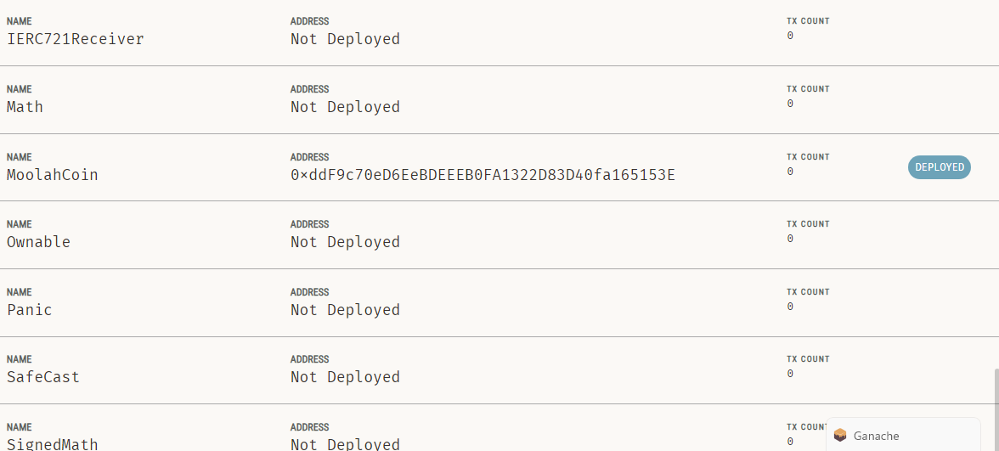 NAME ADDRESS TX COUNT
IERC721Receiver Not Deployed 0
NAME ADDRESS TX COUNT
Math Not Deployed 0
NAME ADDRESS TX COUNT
MoolahCoin 0xddF9c70eD6EeBDEEEB0FA1322D83D40fa165153E 0 DEPLOYED
NAME ADDRESS TX COUNT
Ownable Not Deployed 0
NAME ADDRESS TX COUNT
Panic Not Deployed 0
NAME ADDRESS TX COUNT
SafeCast Not Deployed 0
NAME ADDRESS TX COUNT
SignedMath Not Deployed 0
Ganache